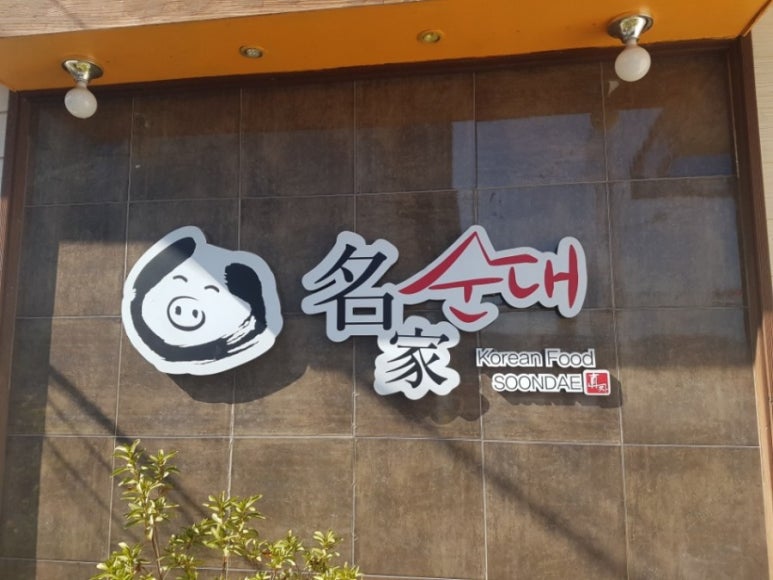 名순대
家
Korean Food
SOONDAE